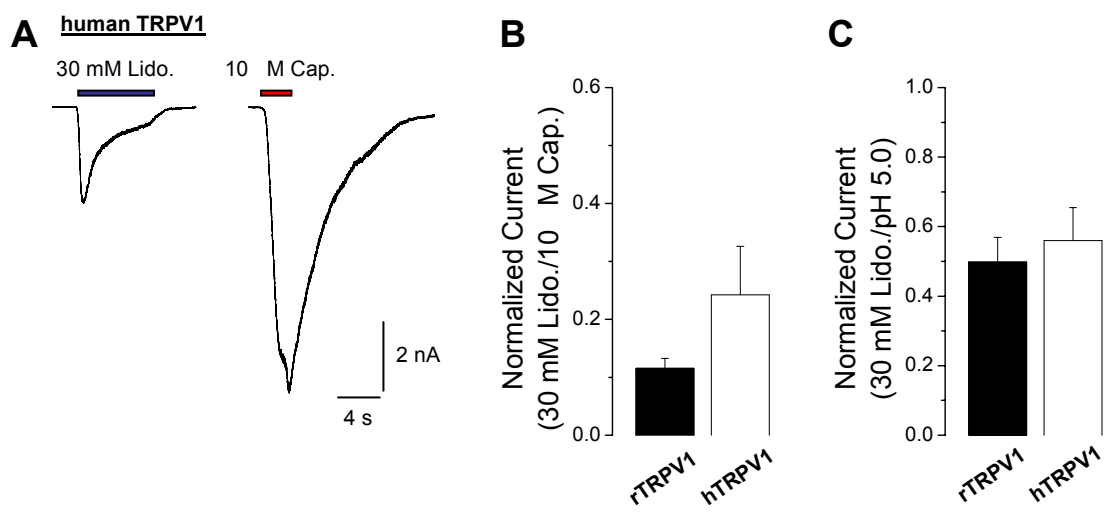 A
human TRPV1
30 mM Lido.
10 M Cap.
2 nA
4 s
B
Normalized Current
(30 mM Lido./10 M Cap.)
0.6
0.4
0.2
0.0
rTRPV1
hTRPV1
C
Normalized Current
(30 mM Lido./pH 5.0)
1.0
0.8
0.6
0.4
0.2
0.0
rTRPV1
hTRPV1